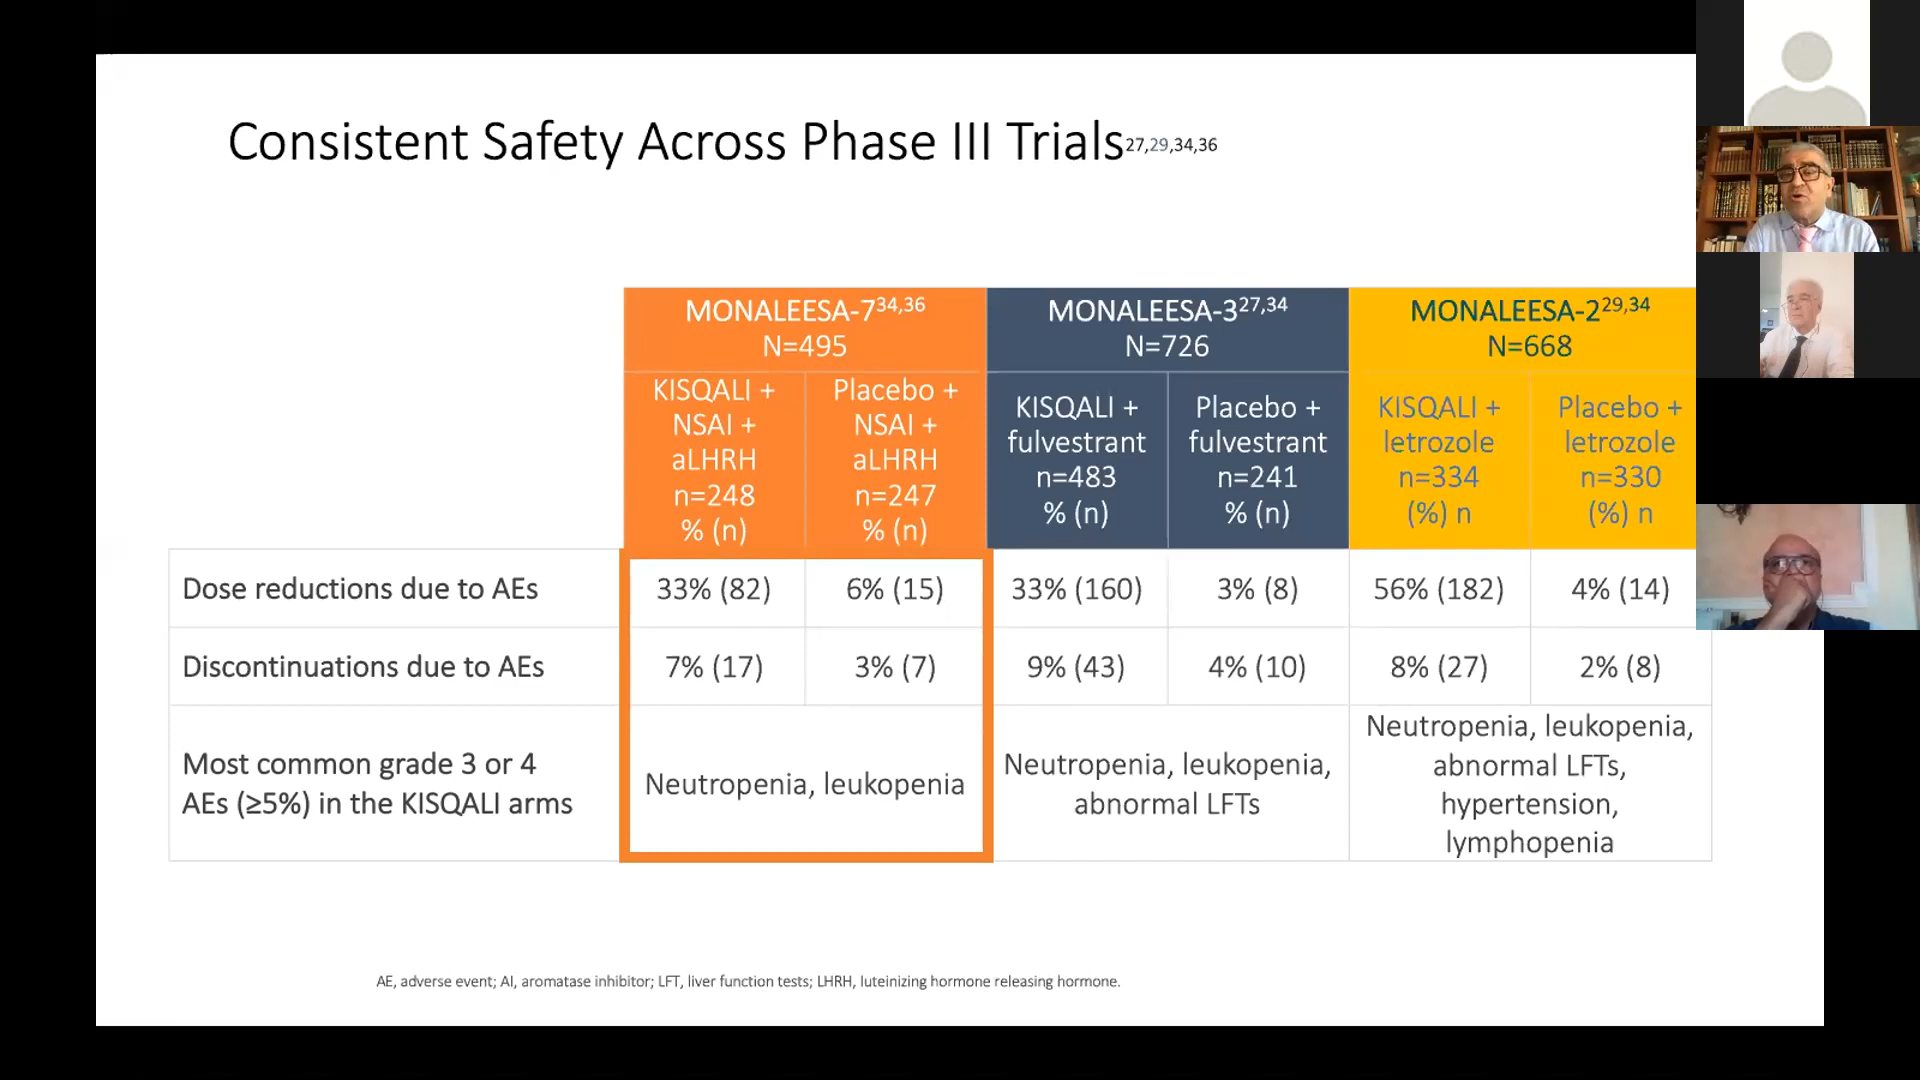 Consistent Safety Across Phase III Trials27,29,34,36
MONALEESA-734,36
N=495
MONALEESA-327,34
N=726
MONALEESA-229,34
N=668
KISQALI +
NSAI +
aLHRH
n=248
% (n)
Placebo +
NSAI +
aLHRH
n=247
% (n)
KISQALI +
fulvestrant
n=483
% (n)
Placebo +
fulvestrant
n=241
% (n)
KISQALI +
letrozole
n=334
(%) n
Placebo +
letrozole
n=330
(%) n
Dose reductions due to AEs
33% (82)
6% (15)
33% (160)
3% (8)
56% (182)
4% (14)
Discontinuations due to AEs
7% (17)
3% (7)
9% (43)
4% (10)
8% (27)
2% (8)
Most common grade 3 or 4
AEs (≥5%) in the KISQALI arms
Neutropenia, leukopenia
Neutropenia, leukopenia,
abnormal LFTs
Neutropenia, leukopenia,
abnormal LFTs,
hypertension,
lymphopenia
AE, adverse event; AI, aromatase inhibitor; LFT, liver function tests; LHRH, luteinizing hormone releasing hormone.